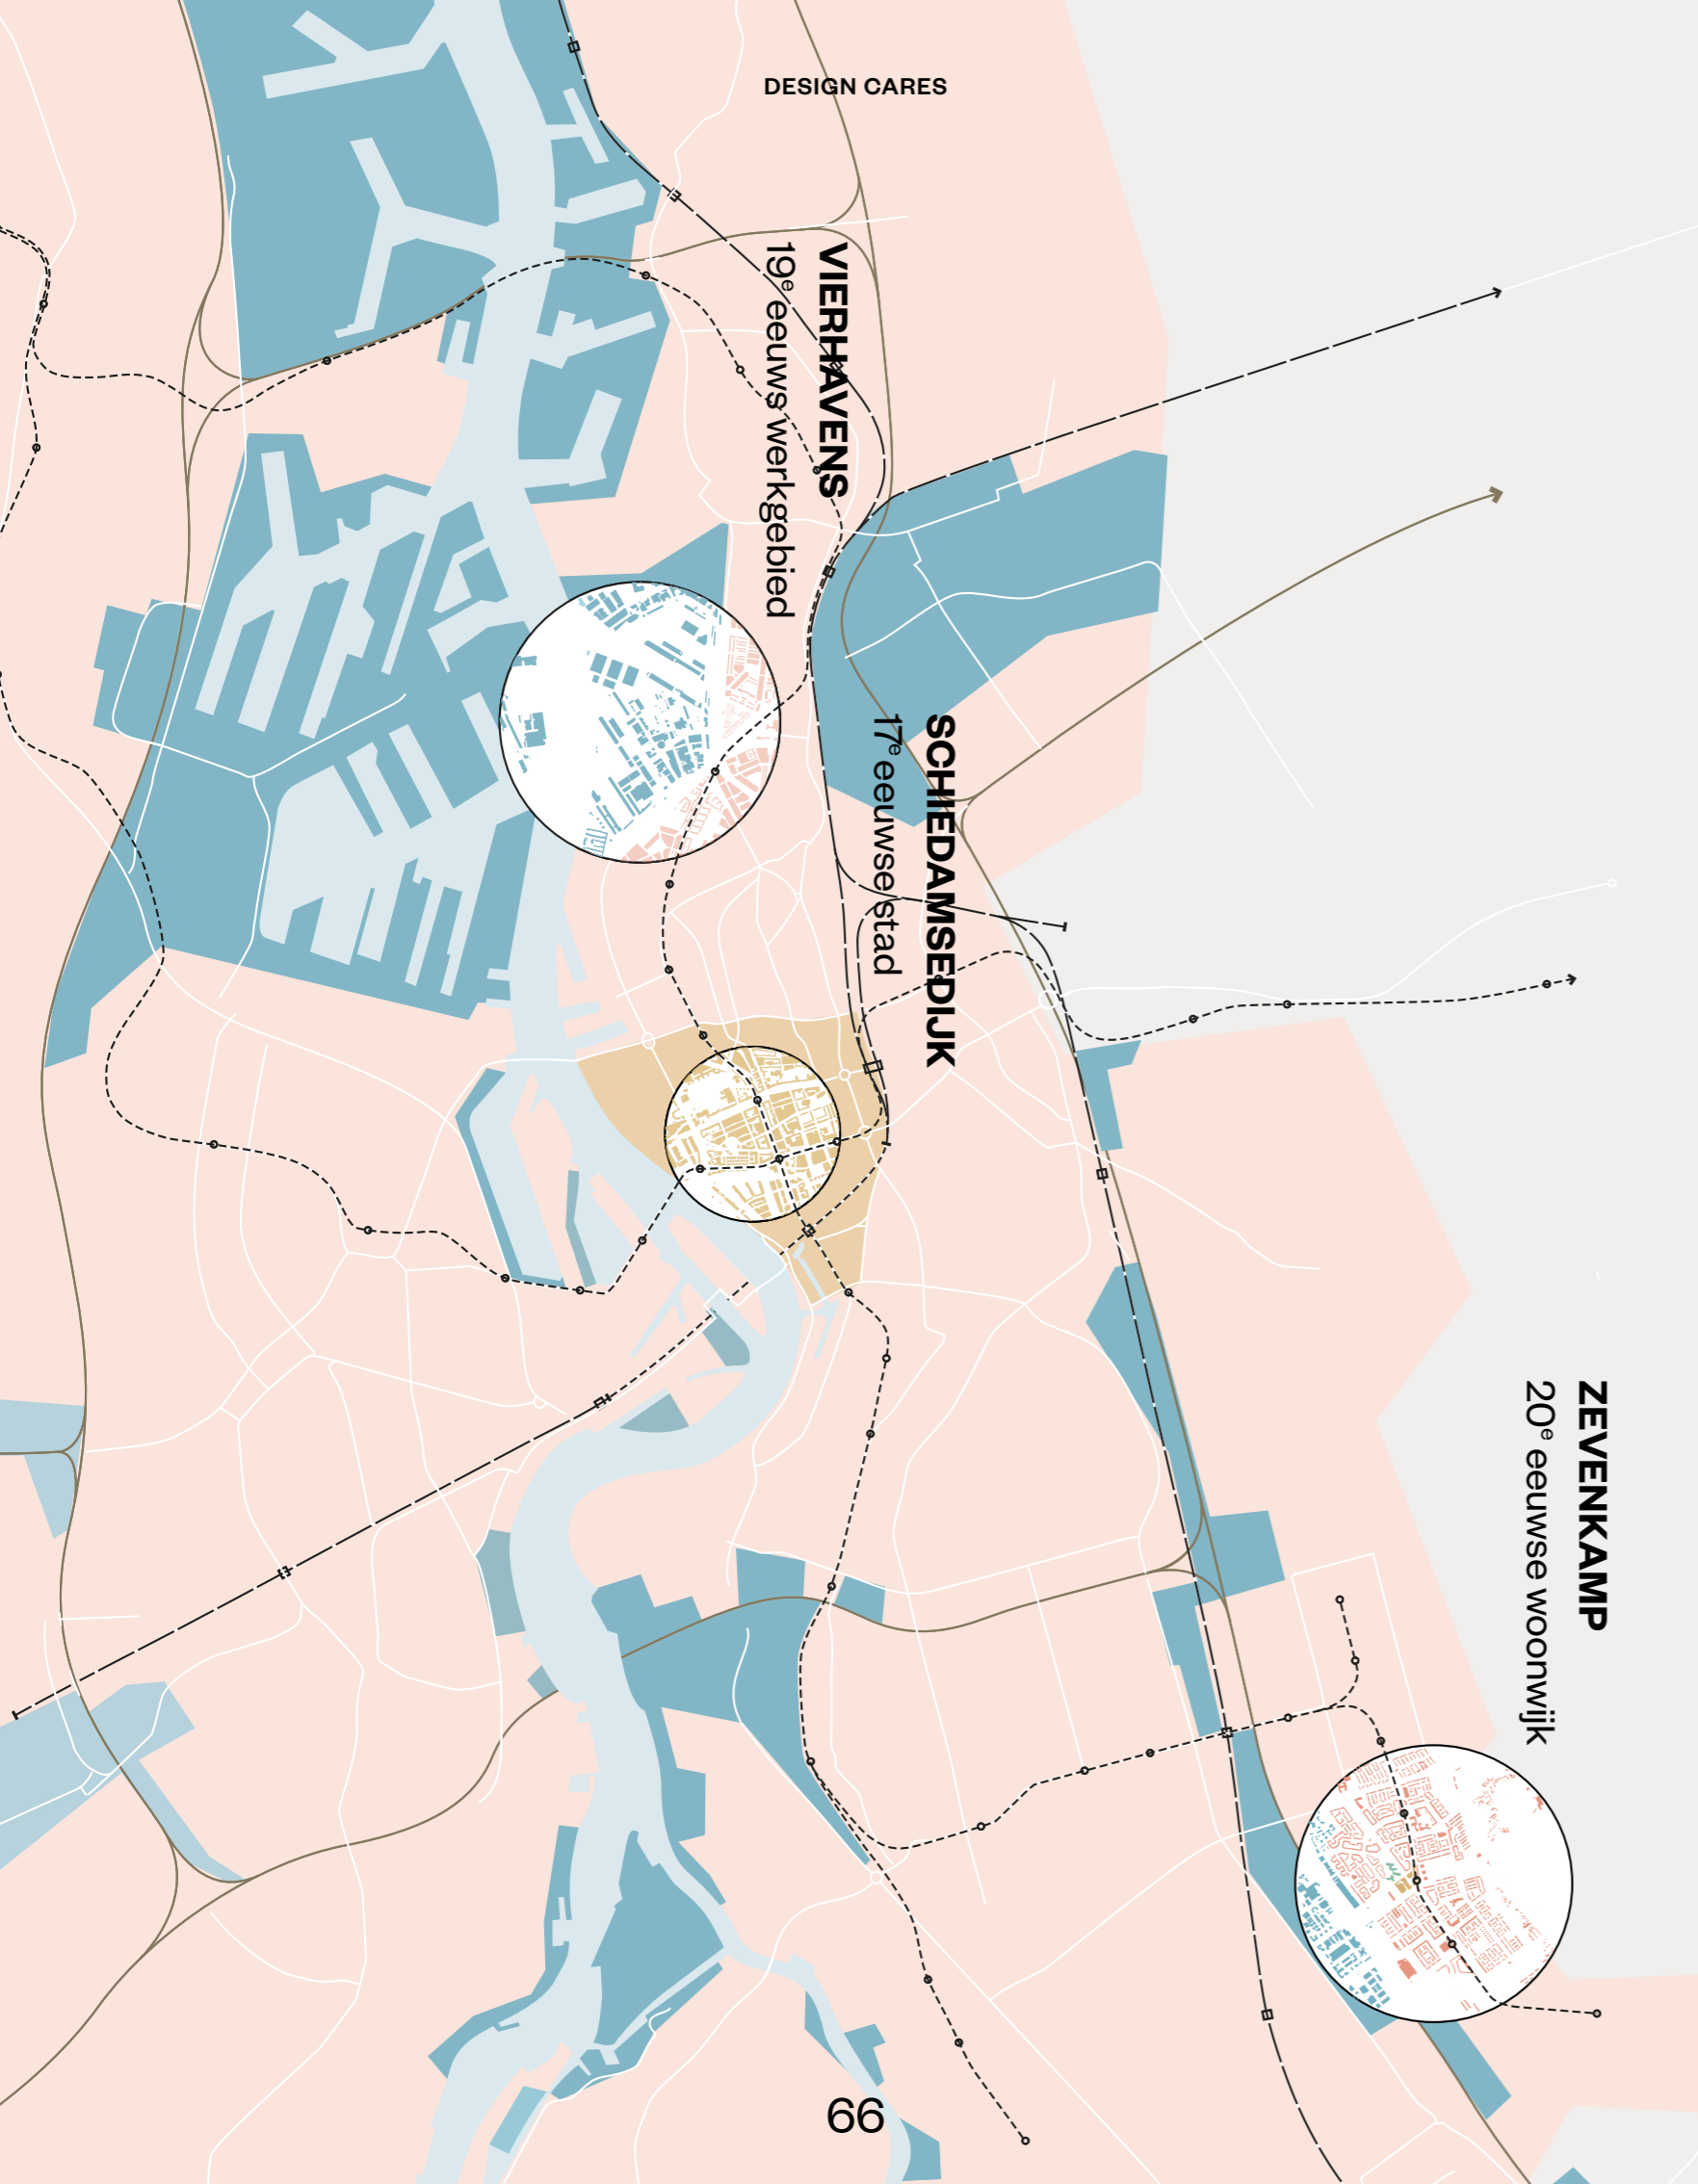 DESIGN CARES
VIERHAVENS
19e eeuws werkgebied
SCHIEDAMSEDIJK
17e eeuwse stad
ZEVENKAMP
20e eeuwse woonwijk
66